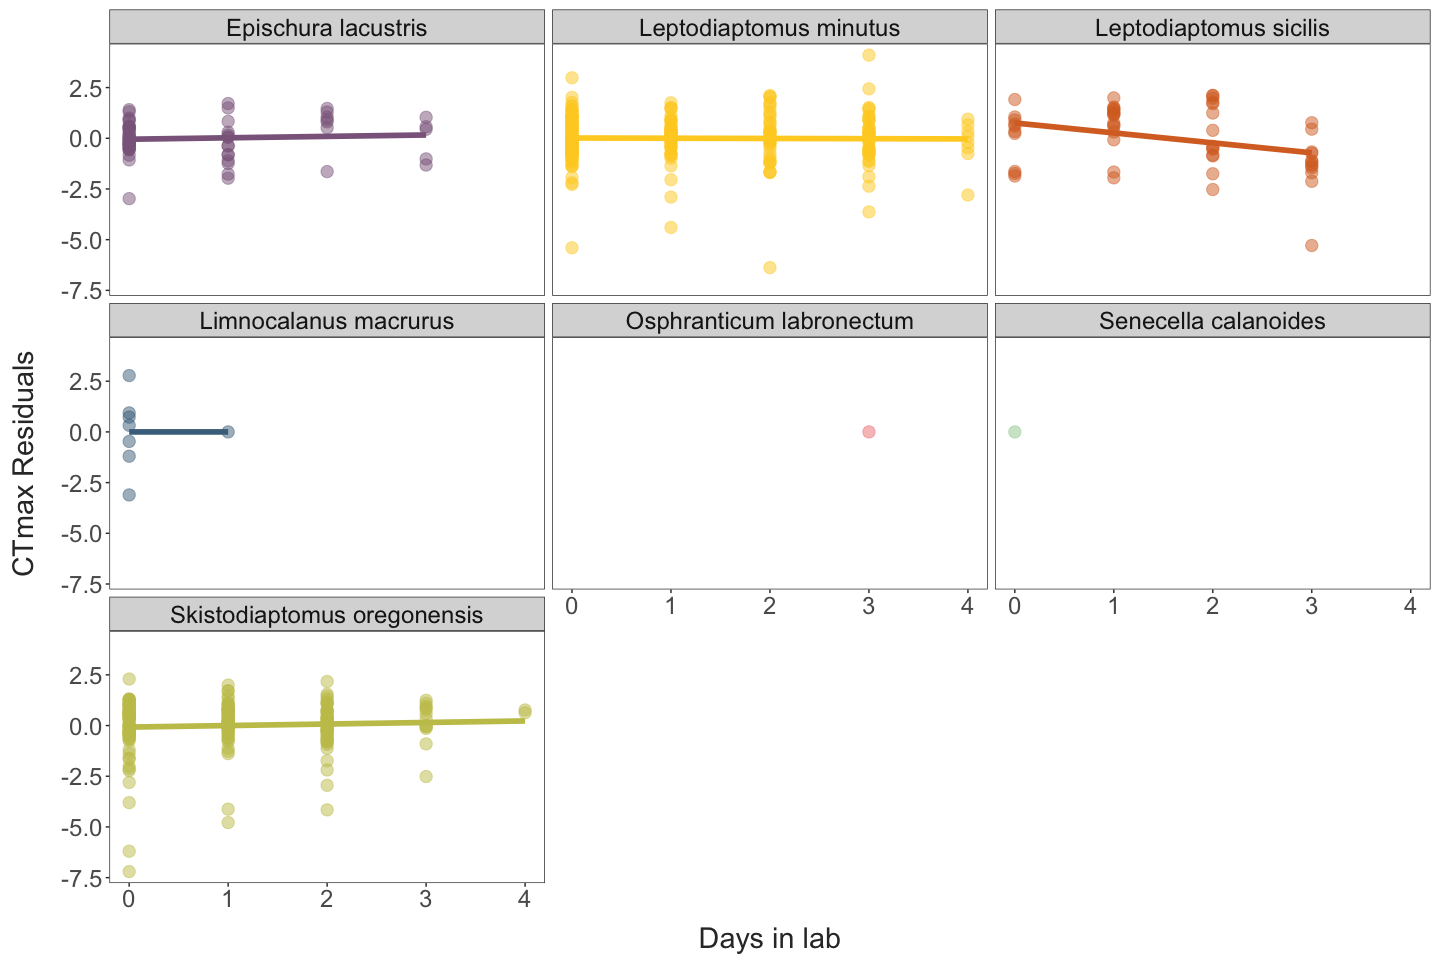 Epischura lacustris
Leptodiaptomus minutus
Leptodiaptomus sicilis
2.5
0.0
-2.5
-5.0
-7.5
Limnocalanus macrurus
Osphranticum labronectum
Senecella calanoides
2.5
0.0
-2.5
-5.0
-7.5
0 1 2 3 4
0 1 2 3 4
Skistodiaptomus oregonensis
2.5
0.0
-2.5
-5.0
-7.5
0 1 2 3 4
CTmax Residuals
Days in lab